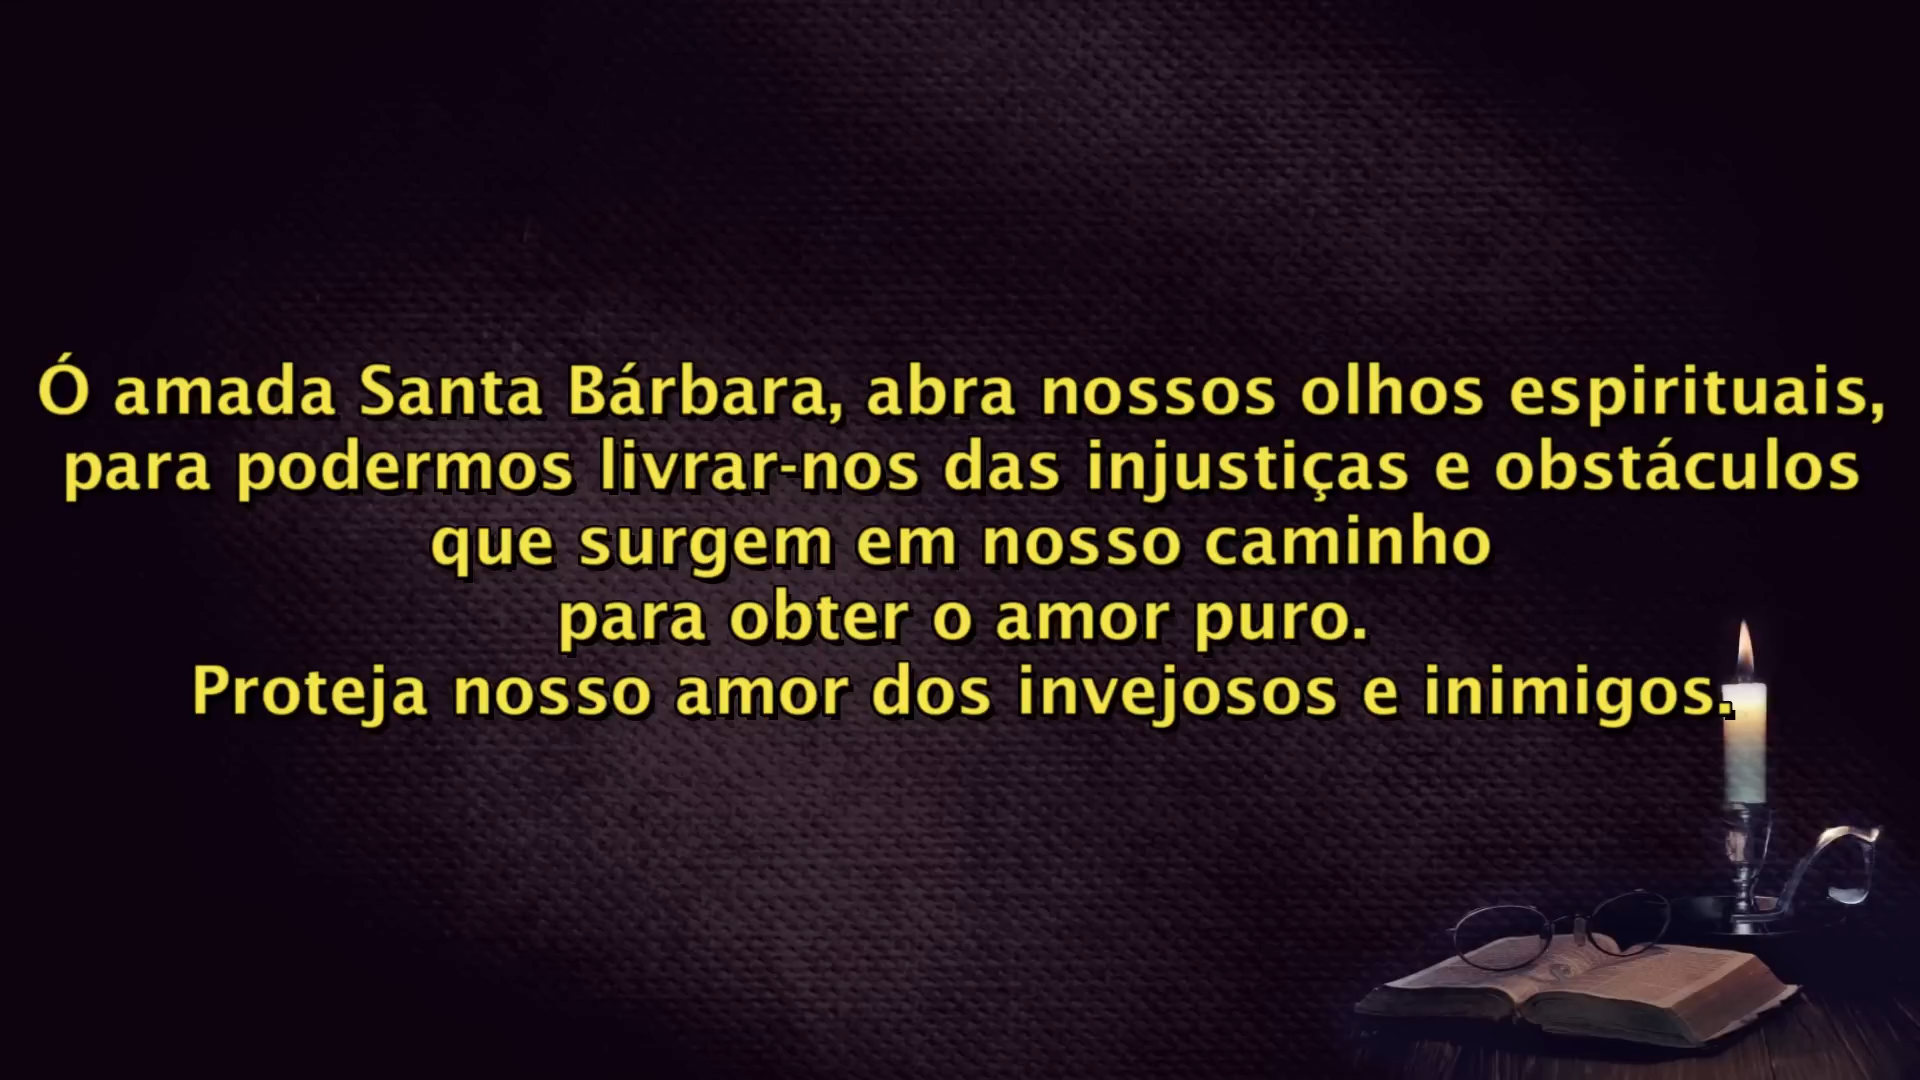 Ó amada Santa Bárbara, abra nossos olhos espirituais,
para podermos livrar-nos das injustiças e obstáculos
que surgem em nosso caminho
para obter o amor puro.
Proteja nosso amor dos invejosos e inimigos.